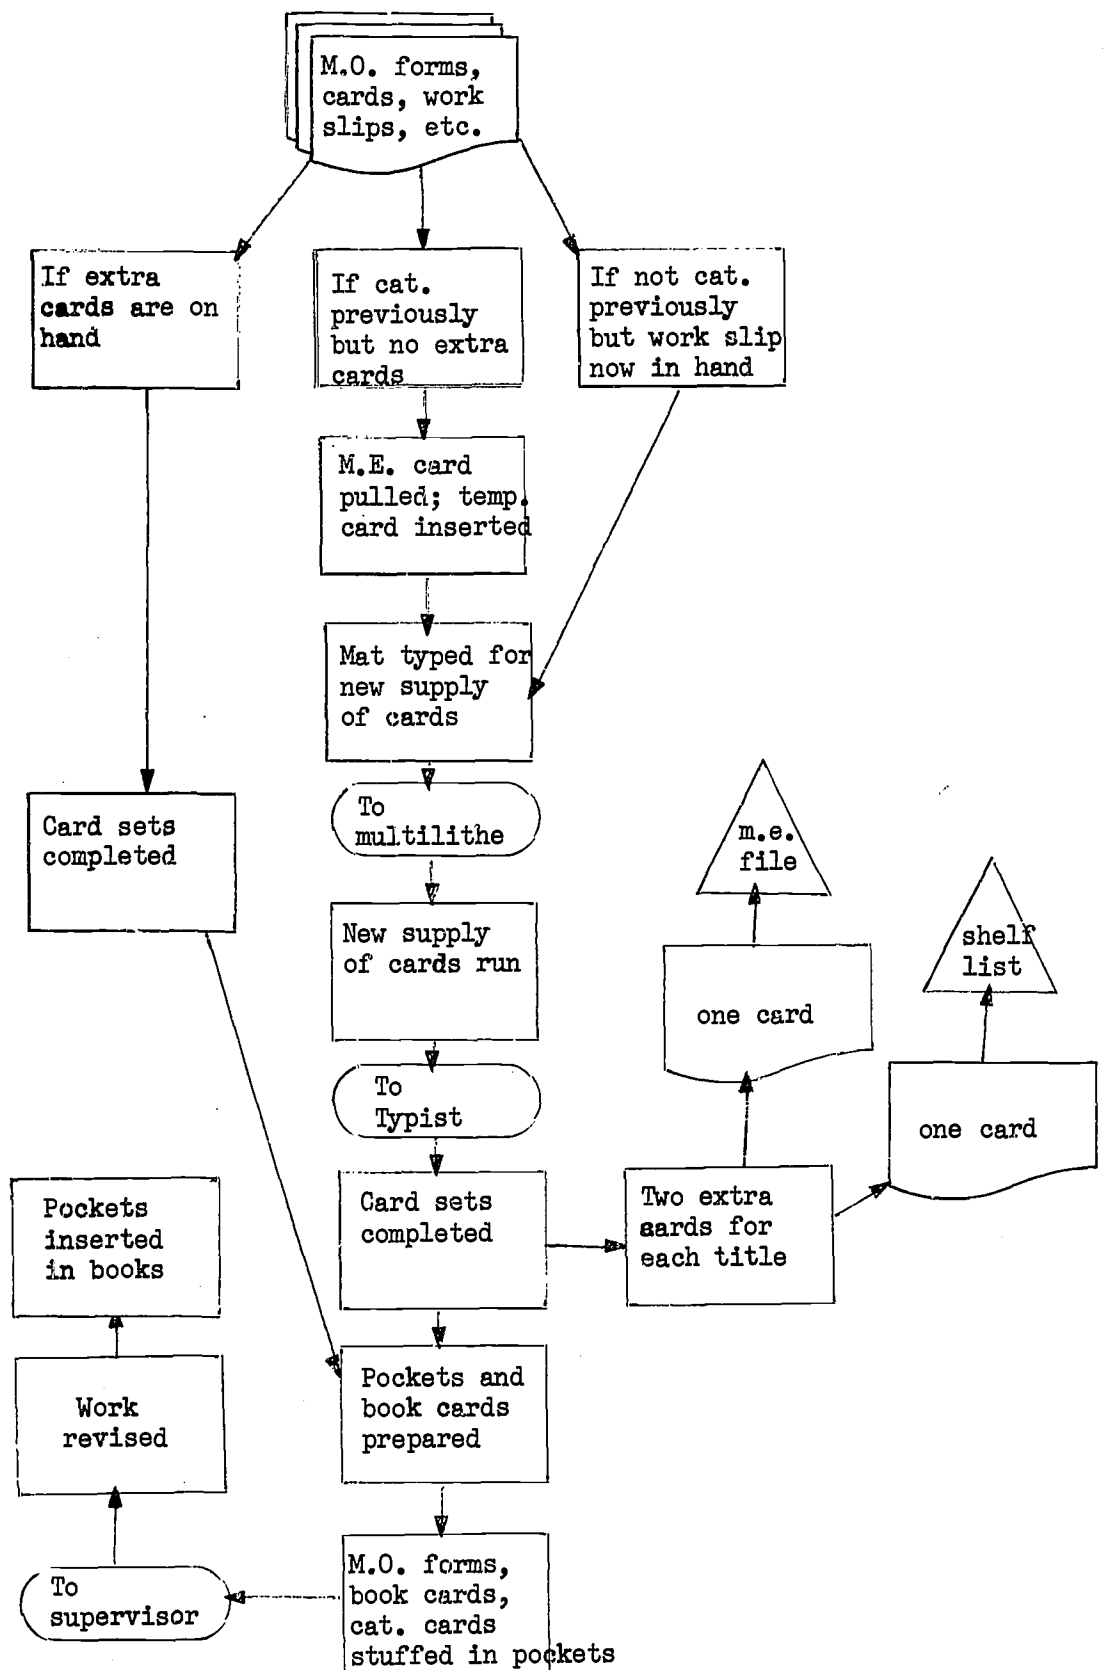 M.O. forms,
cards, work
slips, etc.
If extra
cards are on
hand
If cat.
previously
but no extra
cards
If not cat.
previously
but work slip
now in hand
M.E. card
pulled; temp.
card inserted
Mat typed for
new supply
of cards
To
multilithe
Card sets
completed
New supply
of cards run
m.e.
file
shelf
list
one card
one card
To
Typist
Card sets
completed
Two extra
aards for
each title
Pockets
inserted
in books
Work
revised
Pockets and
book cards
prepared
To
supervisor
M.O. forms,
book cards,
cat. cards
stuffed in pockets